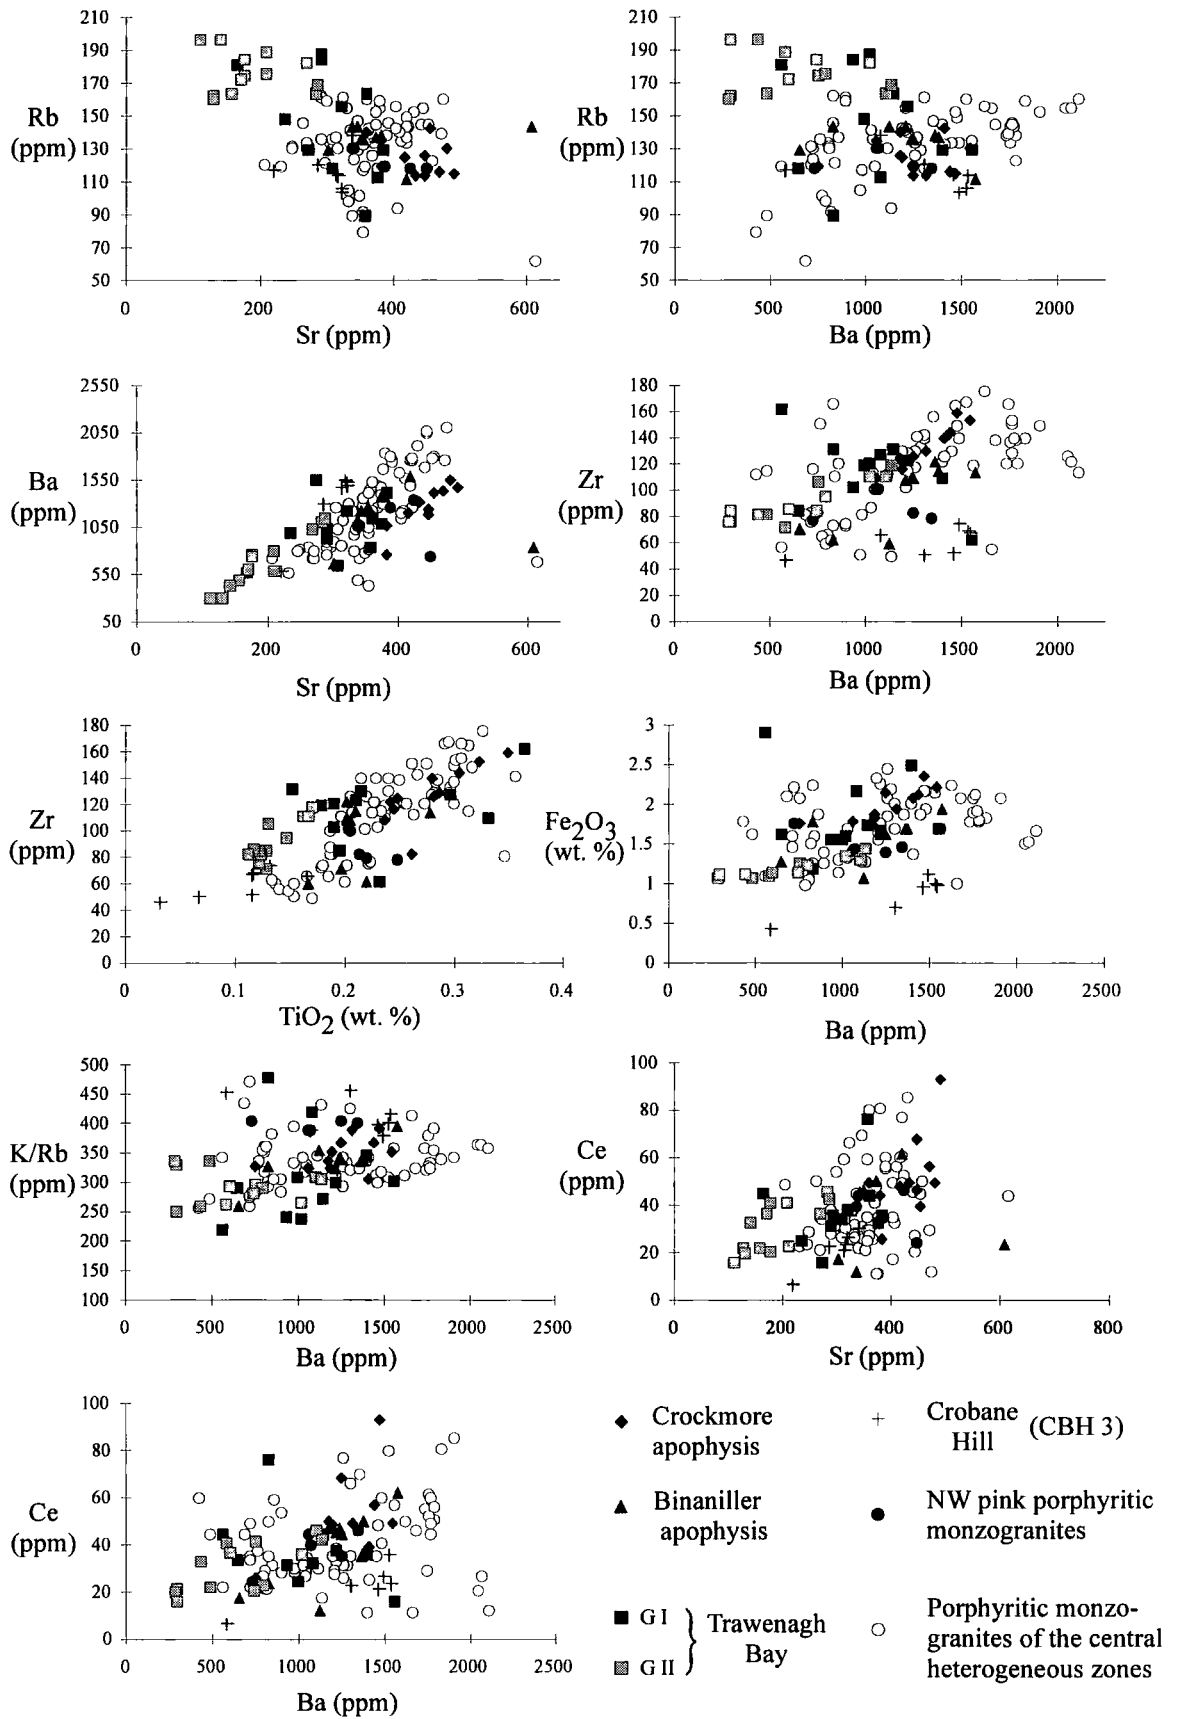 210
190
170
150
130
110
90
70
50
Rb
(ppm)
0 200 400 600
Sr (ppm)
210
190
170
150
130
110
90
70
50
Rb
(ppm)
0 500 1000 1500 2000
Ba (ppm)
2550
2050
1550
1050
550
50
Ba
(ppm)
0 200 400 600
Sr (ppm)
180
160
140
120
100
80
60
40
20
0
Zr
(ppm)
0 500 1000 1500 2000
Ba (ppm)
180
160
140
120
100
80
60
40
20
0
Zr
(ppm)
0 0.1 0.2 0.3 0.4
TiO2 (wt. %)
3
2.5
2
1.5
1
0.5
0
Fe2O3
(wt. %)
0 500 1000 1500 2000 2500
Ba (ppm)
500
450
400
350
300
250
200
150
100
K/Rb
(ppm)
0 500 1000 1500 2000 2500
Ba (ppm)
100
80
60
40
20
0
Ce
(ppm)
0 200 400 600 800
Sr (ppm)
100
80
60
40
20
0
Ce
(ppm)
0 500 1000 1500 2000 2500
Ba (ppm)
Crockmore
apophysis
Binaniller
apophysis
G I
G II
Trawenagh
Bay
Crobane
Hill (CBH 3)
NW pink porphyritic
monzogranites
Porphyritic monzo-
granites of the central
heterogeneous zones